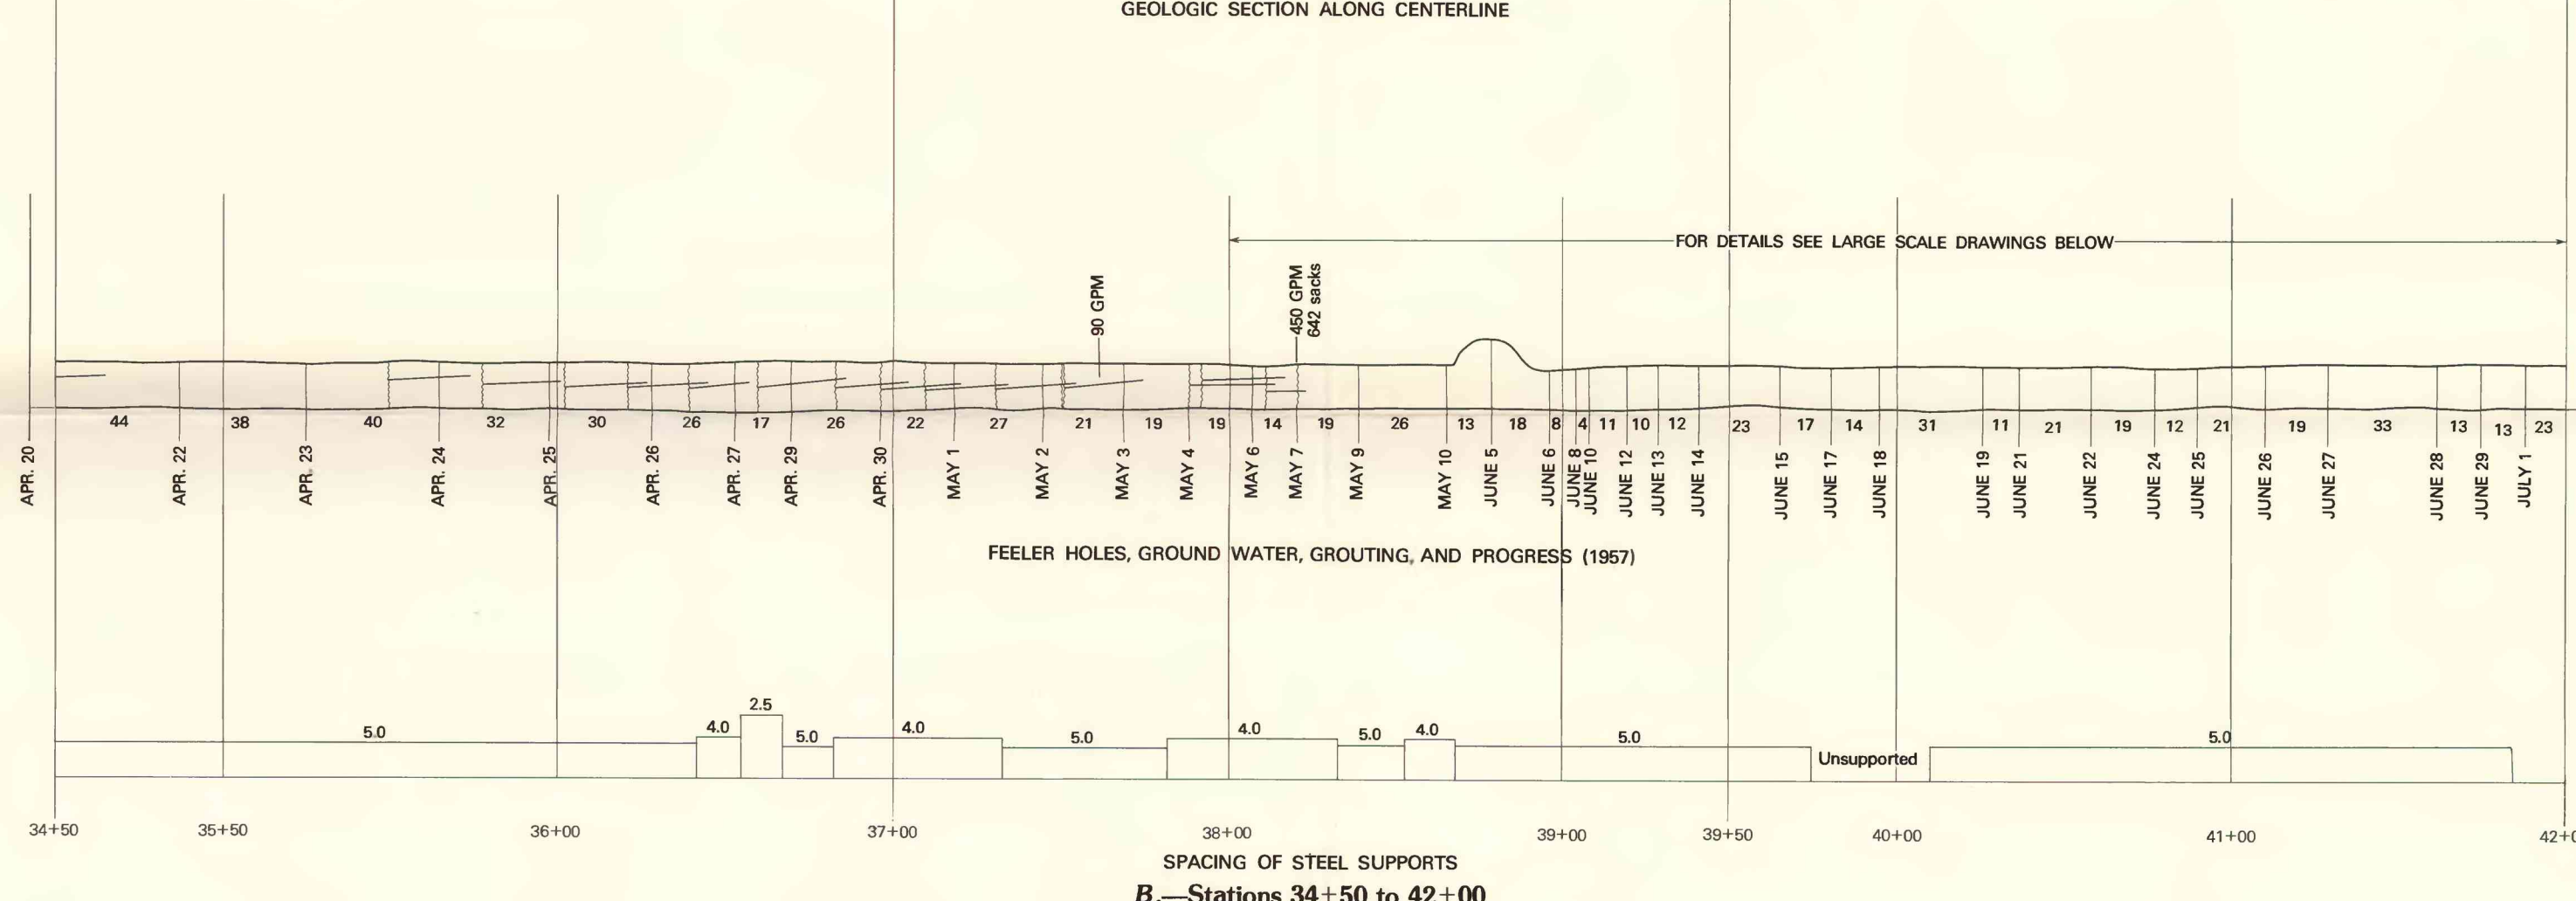 GEOLOGIC SECTION ALONG CENTERLINE
FOR DETAILS SEE LARGE SCALE DRAWINGS BELOW
90 GPM
450 GPM
642 sacks
44 38 40 32 30 26 17 26 22 27 21 19 19 14 19 26 13 18 8 4 11 10 12 23 17 14 31 11 21 19 12 21 19 33 13 13 23
APR. 20 APR. 22 APR. 23 APR. 24 APR. 25 APR. 26 APR. 27 APR. 29 APR. 30 MAY 1 MAY 2 MAY 3 MAY 4 MAY 6 MAY 7 MAY 9 MAY 10 JUNE 5 JUNE 6 JUNE 8 JUNE 10 JUNE 12 JUNE 13 JUNE 14 JUNE 15 JUNE 17 JUNE 18 JUNE 19 JUNE 21 JUNE 22 JUNE 24 JUNE 25 JUNE 26 JUNE 27 JUNE 28 JUNE 29 JULY 1
FEELER HOLES, GROUND WATER, GROUTING, AND PROGRESS (1957)
5.0 4.0 2.5 5.0 4.0 5.0 4.0 5.0 4.0 5.0 Unsupported 5.0
34+50 35+50 36+00 37+00 38+00 39+00 39+50 40+00 41+00 42+0
SPACING OF STEEL SUPPORTS
B.—Stations 34+50 to 42+00